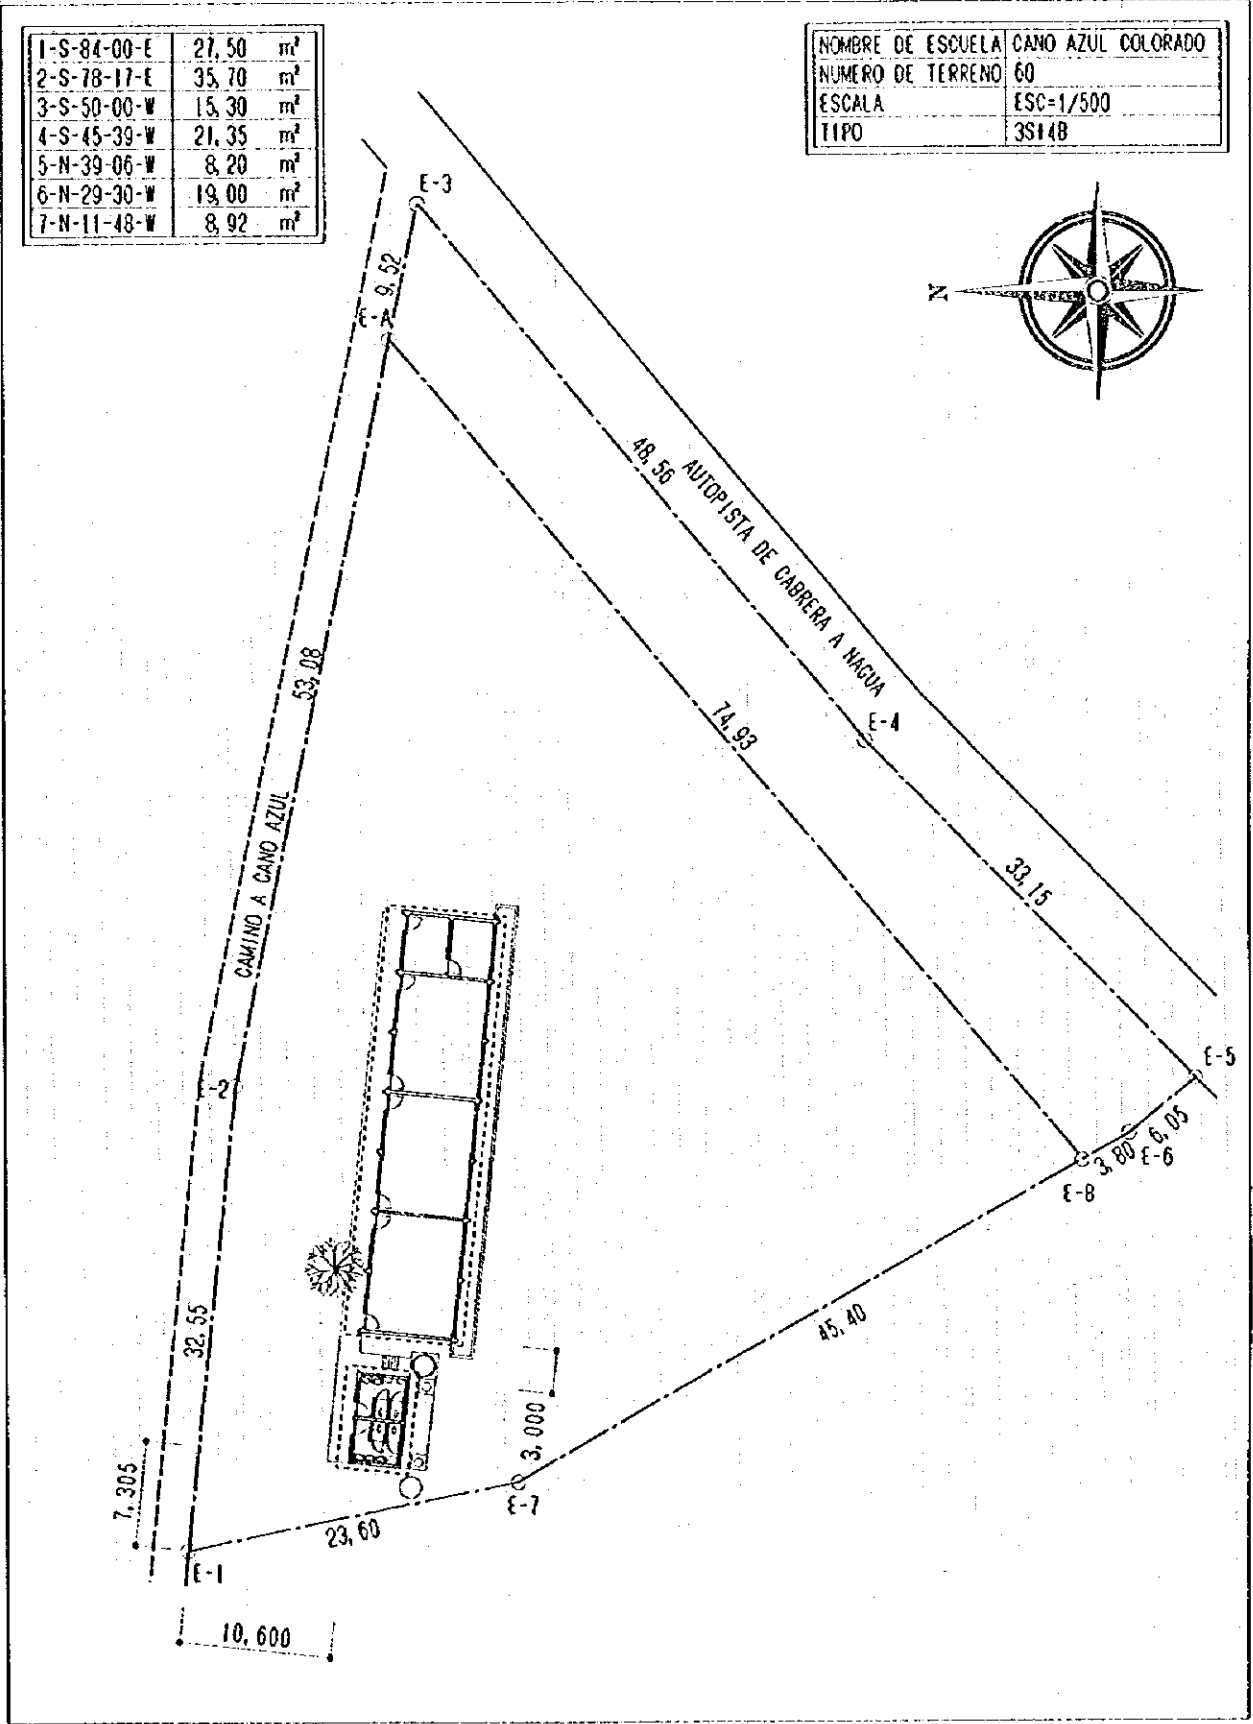 1-S-84-00-E 27,50 m²
2-S-78-17-E 35,70 m²
3-S-50-00-W 15,30 m²
4-S-45-39-W 21,35 m²
5-N-39-06-W 8,20 m²
6-N-29-30-W 19,00 m²
7-N-11-48-W 8,92 m²
NOMBRE DE ESCUELA CANO AZUL COLORADO
NUMERO DE TERRENO 60
ESCALA ESC=1/500
TIPO 3S14B
N
E-3
9,52
E-A
48,56
AUTOPISTA DE CABRERA A NAGUA
53,08
74,93
E-4
CAMINO A CANO AZUL
33,15
E-2
E-5
6,05
E-6
3,80
E-8
32,55
45,40
3,000
7,305
E-7
23,60
E-1
10,600